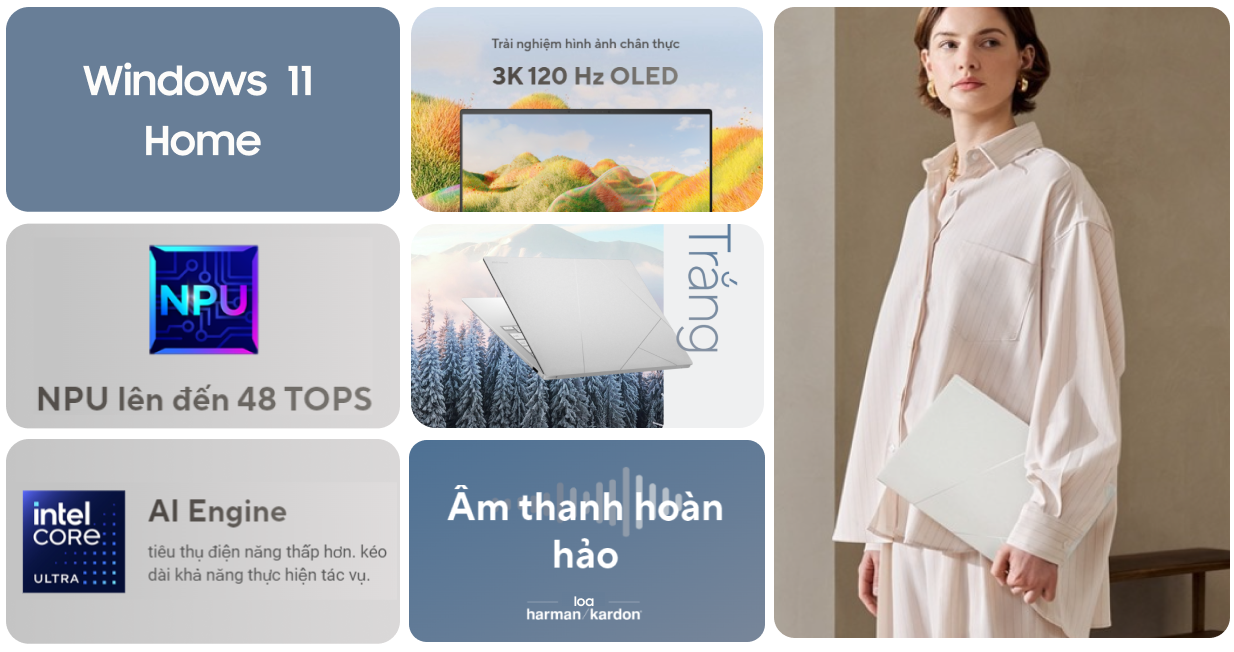 Windows 11
Home
Trải nghiệm hình ảnh chân thực
3K 120 Hz OLED
NPU
NPU lên đến 48 TOPS
Trắng
intel
CORE
ULTRA
AI Engine
tiêu thụ điện năng thấp hơn. kéo
dài khả năng thực hiện tác vụ.
Âm thanh hoàn
hảo
loa
harman/kardon